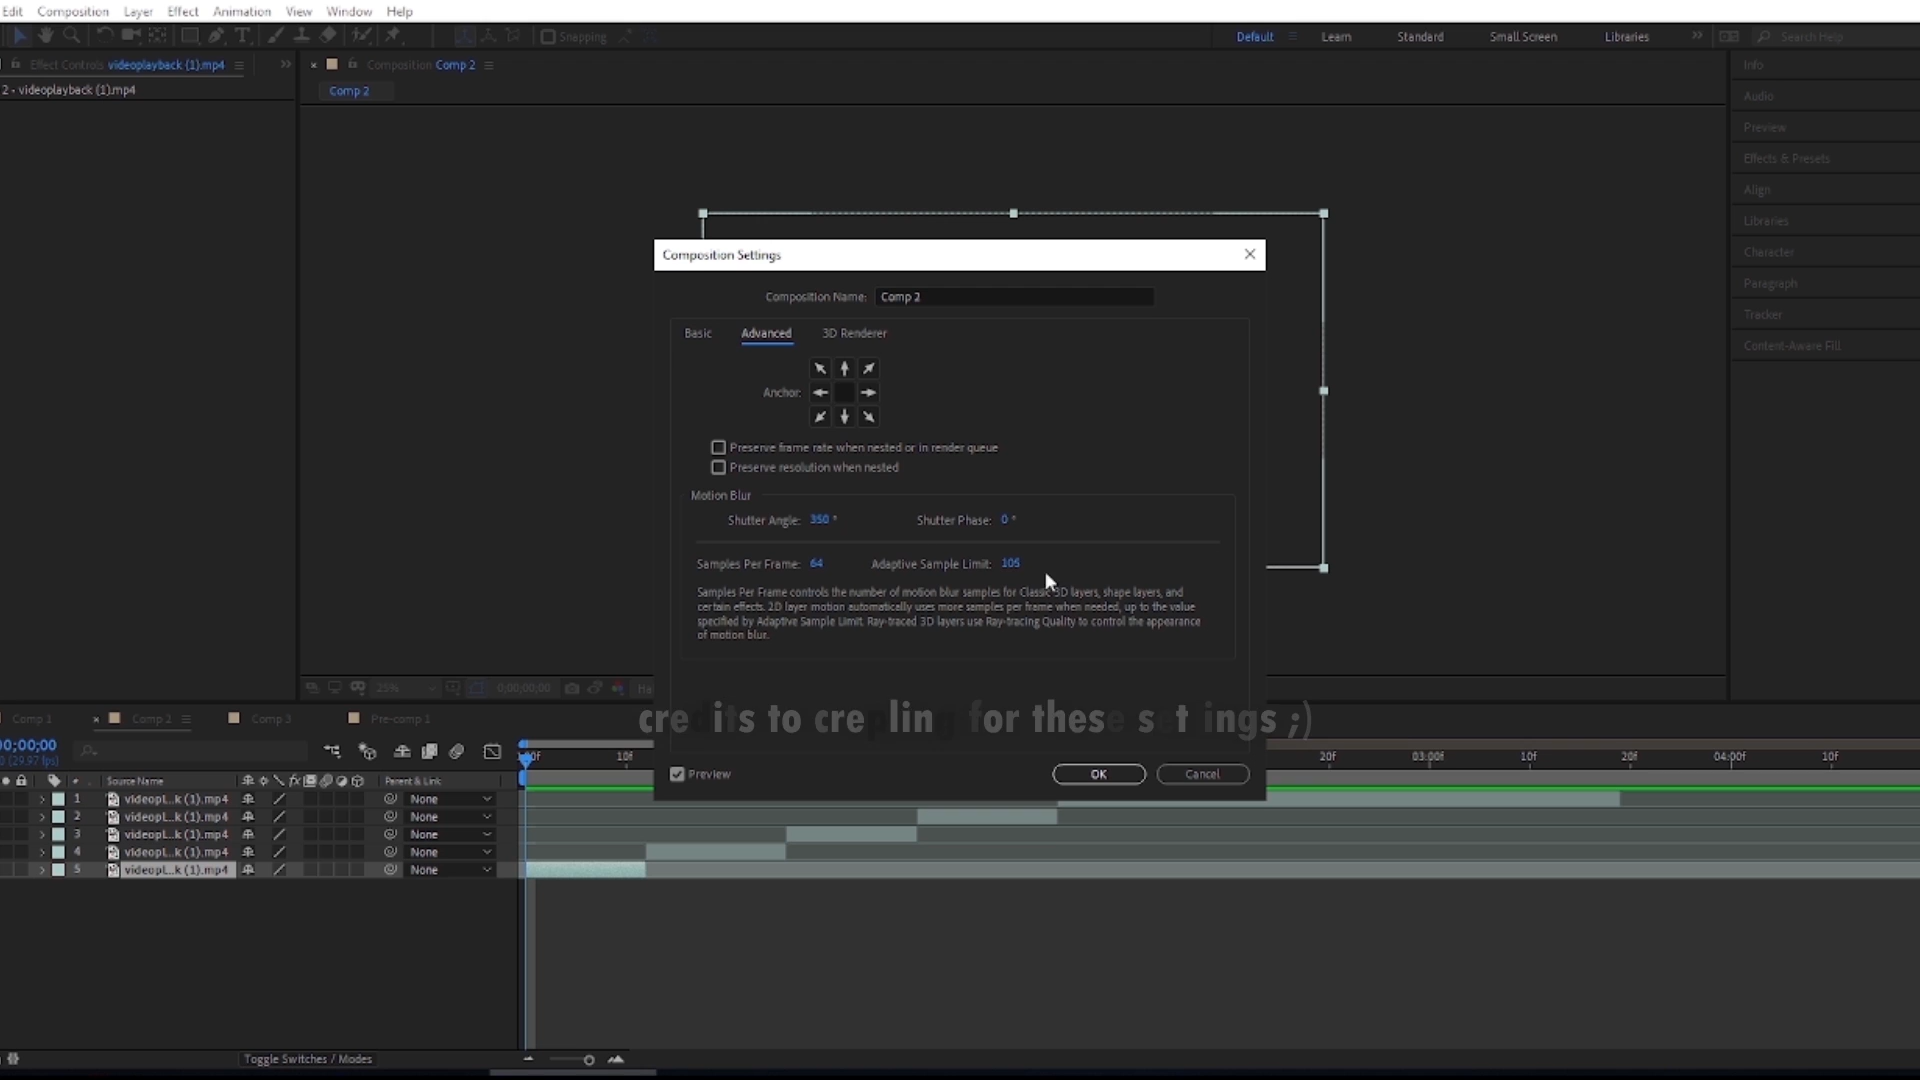 Edit Composition Layer Effect Animation View Window Help
Snapping Default Learn Standard Small Screen Libraries Search Help
Effect Controls videoplayback (1).mp4 Composition Comp 2 Info
2 • videoplayback (1).mp4 Comp 2
Audio
Preview
Effects & Presets
Align
Libraries
Character
Paragraph
Tracker
Content-Aware Fill
Composition Settings
Composition Name: Comp 2
Basic Advanced 3D Renderer
Anchor:
Preserve frame rate when nested or in render queue
Preserve resolution when nested
Motion Blur
Shutter Angle: 350 ° Shutter Phase: 0 °
Samples Per Frame: 64 Adaptive Sample Limit: 105
Samples Per Frame controls the number of motion blur samples for Classic 3D layers, shape layers, and
certain effects. 2D layer motion automatically uses more samples per frame when needed, up to the value
specified by Adaptive Sample Limit. Ray-traced 3D layers use Ray-tracing Quality to control the appearance
of motion blur.
25% 0;00;00;00 Ha
credits to crepling for these settings ;)
Preview OK Cancel
Comp 1 Comp 2 Comp 3 Pre-comp 1
00;00;00
(29.97 fps)
:00f 10f 20f 03:00f 10f 20f 04:00f 10f
# Source Name fx Parent & Link
1 videopl...k (1).mp4 None
2 videopl...k (1).mp4 None
3 videopl...k (1).mp4 None
4 videopl...k (1).mp4 None
5 videopl...k (1).mp4 None
Toggle Switches / Modes